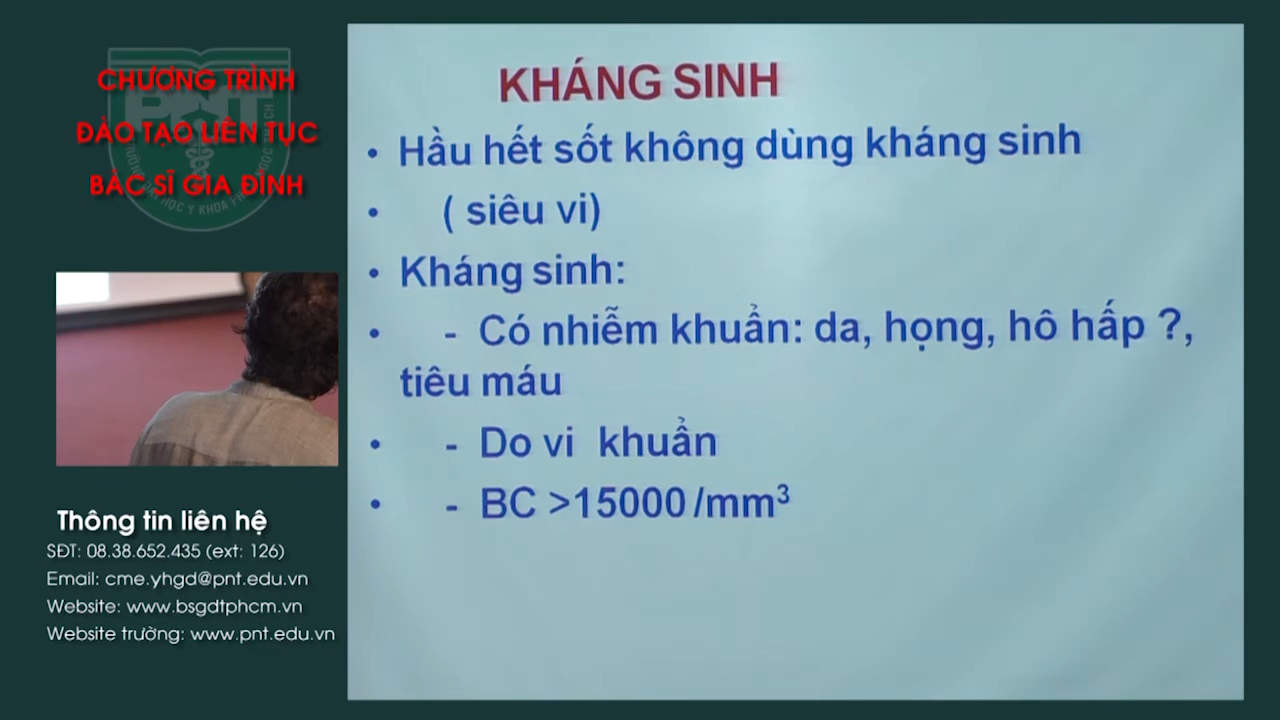 CHƯƠNG TRÌNH
ĐÀO TẠO LIÊN TỤC
BÁC SĨ GIA ĐÌNH
PNT
KHÁNG SINH
• Hầu hết sốt không dùng kháng sinh
• ( siêu vi)
• Kháng sinh:
• - Có nhiễm khuẩn: da, họng, hô hấp ?,
tiêu máu
• - Do vi khuẩn
• - BC >15000/mm³
Thông tin liên hệ
SĐT: 08.38.652.435 (ext: 126)
Email: cme.yhgd@pnt.edu.vn
Website: www.bsgdtphcm.vn
Website trường: www.pnt.edu.vn